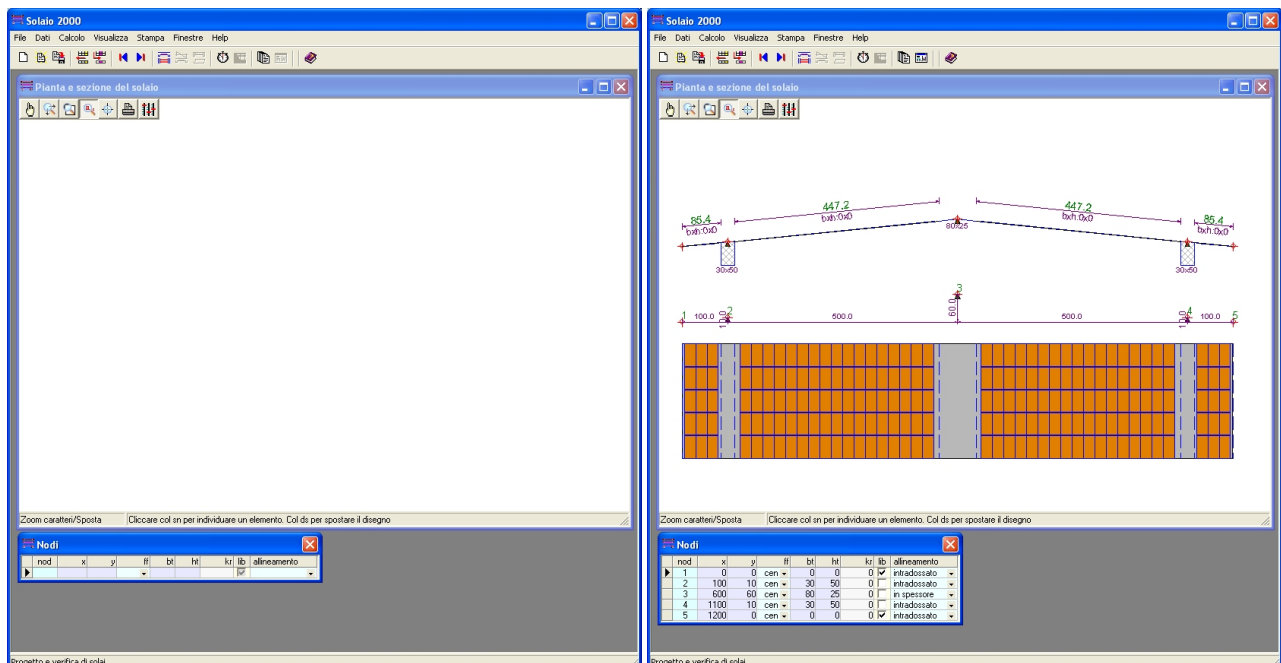 Solaio 2000
File Dati Calcolo Visualizza Stampa Finestre Help
Pianta e sezione del solaio
Zoom caratteri/Sposta Cliccare col sn per individuare un elemento. Col ds per spostare il disegno
Nodi
nod x y ff bt ht kr lib allineamento
Progetto e verifica di solai
Solaio 2000
File Dati Calcolo Visualizza Stampa Finestre Help
Pianta e sezione del solaio
447.2 447.2
85.4 bxh:0x0 bxh:0x0 85.4
bxh:0x0 80x25 bxh:0x0
30x50 30x50
3
60.0
1 100.0 10.0 2 500.0 500.0 10.0 4 100.0 5
Zoom caratteri/Sposta Cliccare col sn per individuare un elemento. Col ds per spostare il disegno
Nodi
nod x y ff bt ht kr lib allineamento
1 0 0 cen 0 0 0 intradossato
2 100 10 cen 30 50 0 intradossato
3 600 60 cen 80 25 0 in spessore
4 1100 10 cen 30 50 0 intradossato
5 1200 0 cen 0 0 0 intradossato
Progetto e verifica di solai